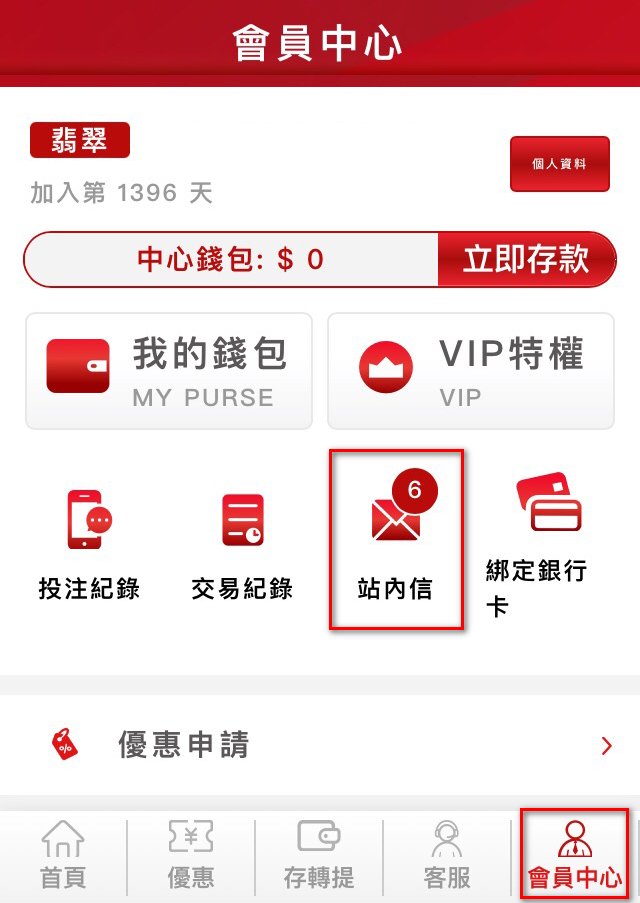 會員中心
翡翠
加入第 1396 天
個人資料
中心錢包: $ 0
立即存款
我的錢包
MY PURSE
VIP特權
VIP
6
投注紀錄
交易紀錄
站內信
綁定銀行
卡
%
優惠申請
¥
首頁
優惠
存轉提
客服
會員中心